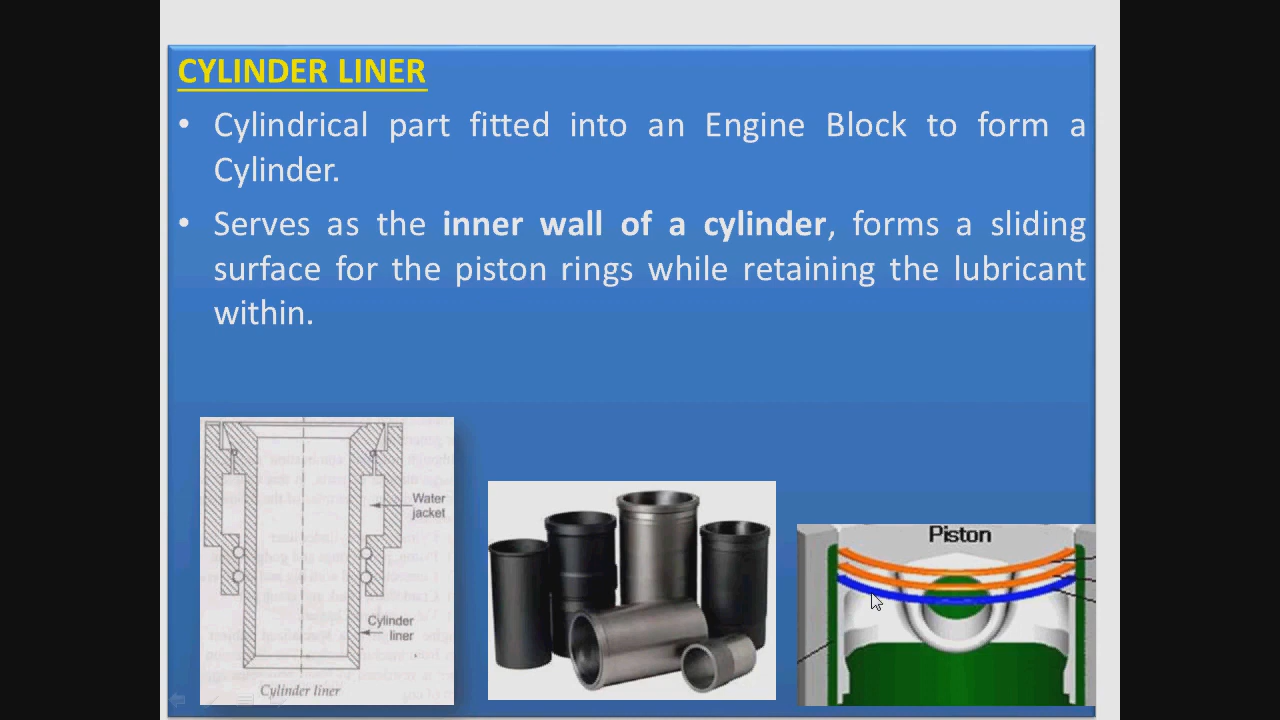 CYLINDER LINER
• Cylindrical part fitted into an Engine Block to form a
Cylinder.
• Serves as the inner wall of a cylinder, forms a sliding
surface for the piston rings while retaining the lubricant
within.
Water
jacket
Cylinder
liner
Cylinder liner
Piston